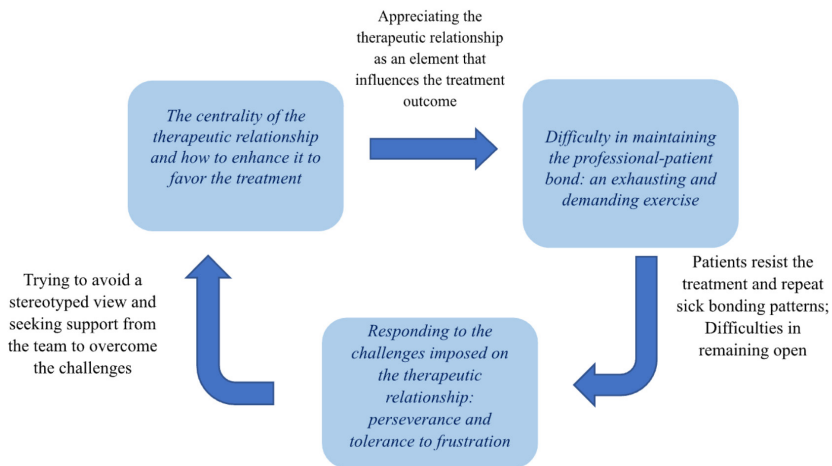 Appreciating the
therapeutic relationship
as an element that
influences the treatment
outcome
The centrality of the
therapeutic relationship
and how to enhance it to
favor the treatment
Difficulty in maintaining
the professional-patient
bond: an exhausting and
demanding exercise
Patients resist the
treatment and repeat
sick bonding patterns;
Difficulties in
remaining open
Responding to the
challenges imposed on
the therapeutic
relationship:
perseverance and
tolerance to frustration
Trying to avoid a
stereotyped view and
seeking support from
the team to overcome
the challenges